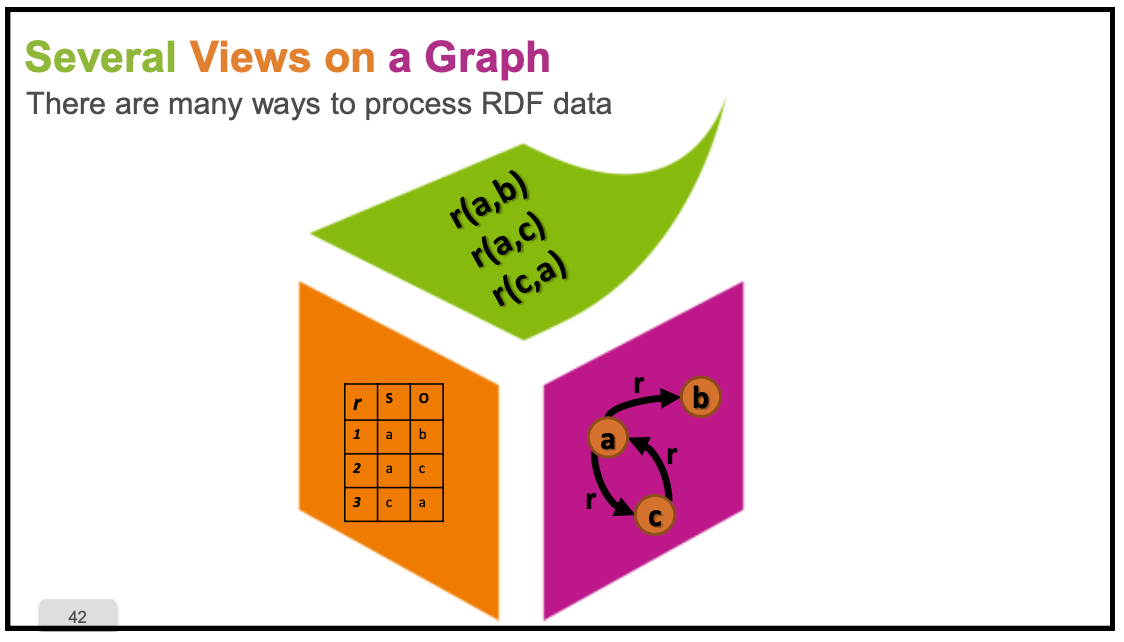 Several Views on a Graph
There are many ways to process RDF data
r(a,b)
r(a,c)
r(c,a)
r S O
1 a b
2 a c
3 c a
r
b
a
r
r
c
42